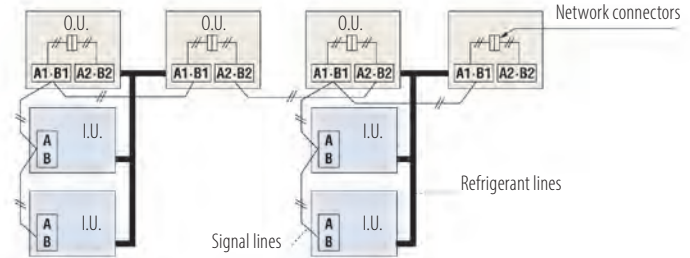 Network connectors
O.U.
O.U.
O.U.
A1·B1 A2·B2
A1·B1 A2·B2
A1·B1 A2·B2
A1·B1 A2·B2
I.U.
A
B
I.U.
A
B
Refrigerant lines
I.U.
A
B
Signal lines
I.U.
A
B